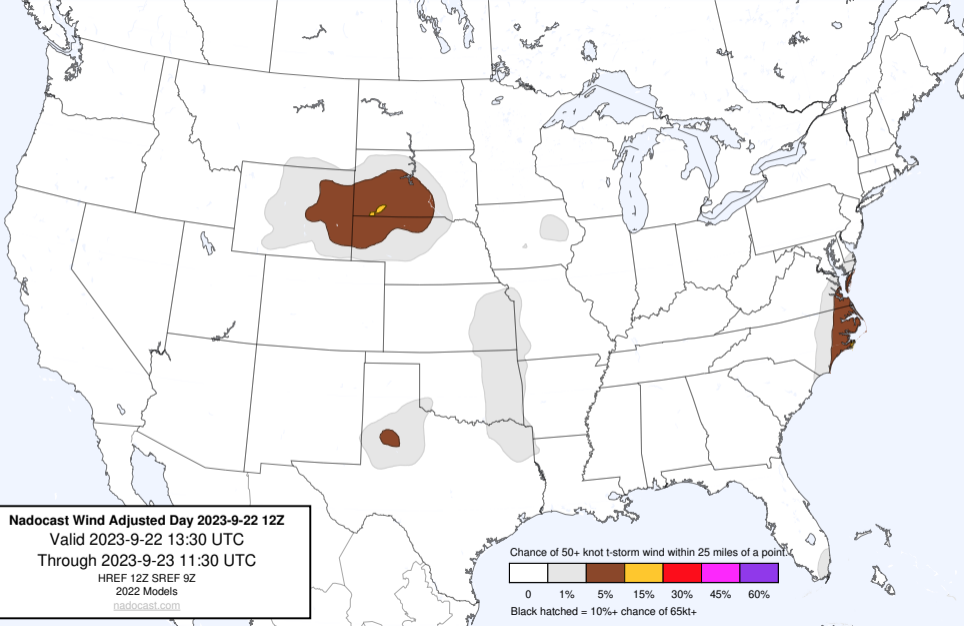 Nadocast Wind Adjusted Day 2023-9-22 12Z
Valid 2023-9-22 13:30 UTC
Through 2023-9-23 11:30 UTC
HREF 12Z SREF 9Z
2022 Models
nadocast.com
Chance of 50+ knot t-storm wind within 25 miles of a point.
0 1% 5% 15% 30% 45% 60%
Black hatched = 10%+ chance of 65kt+